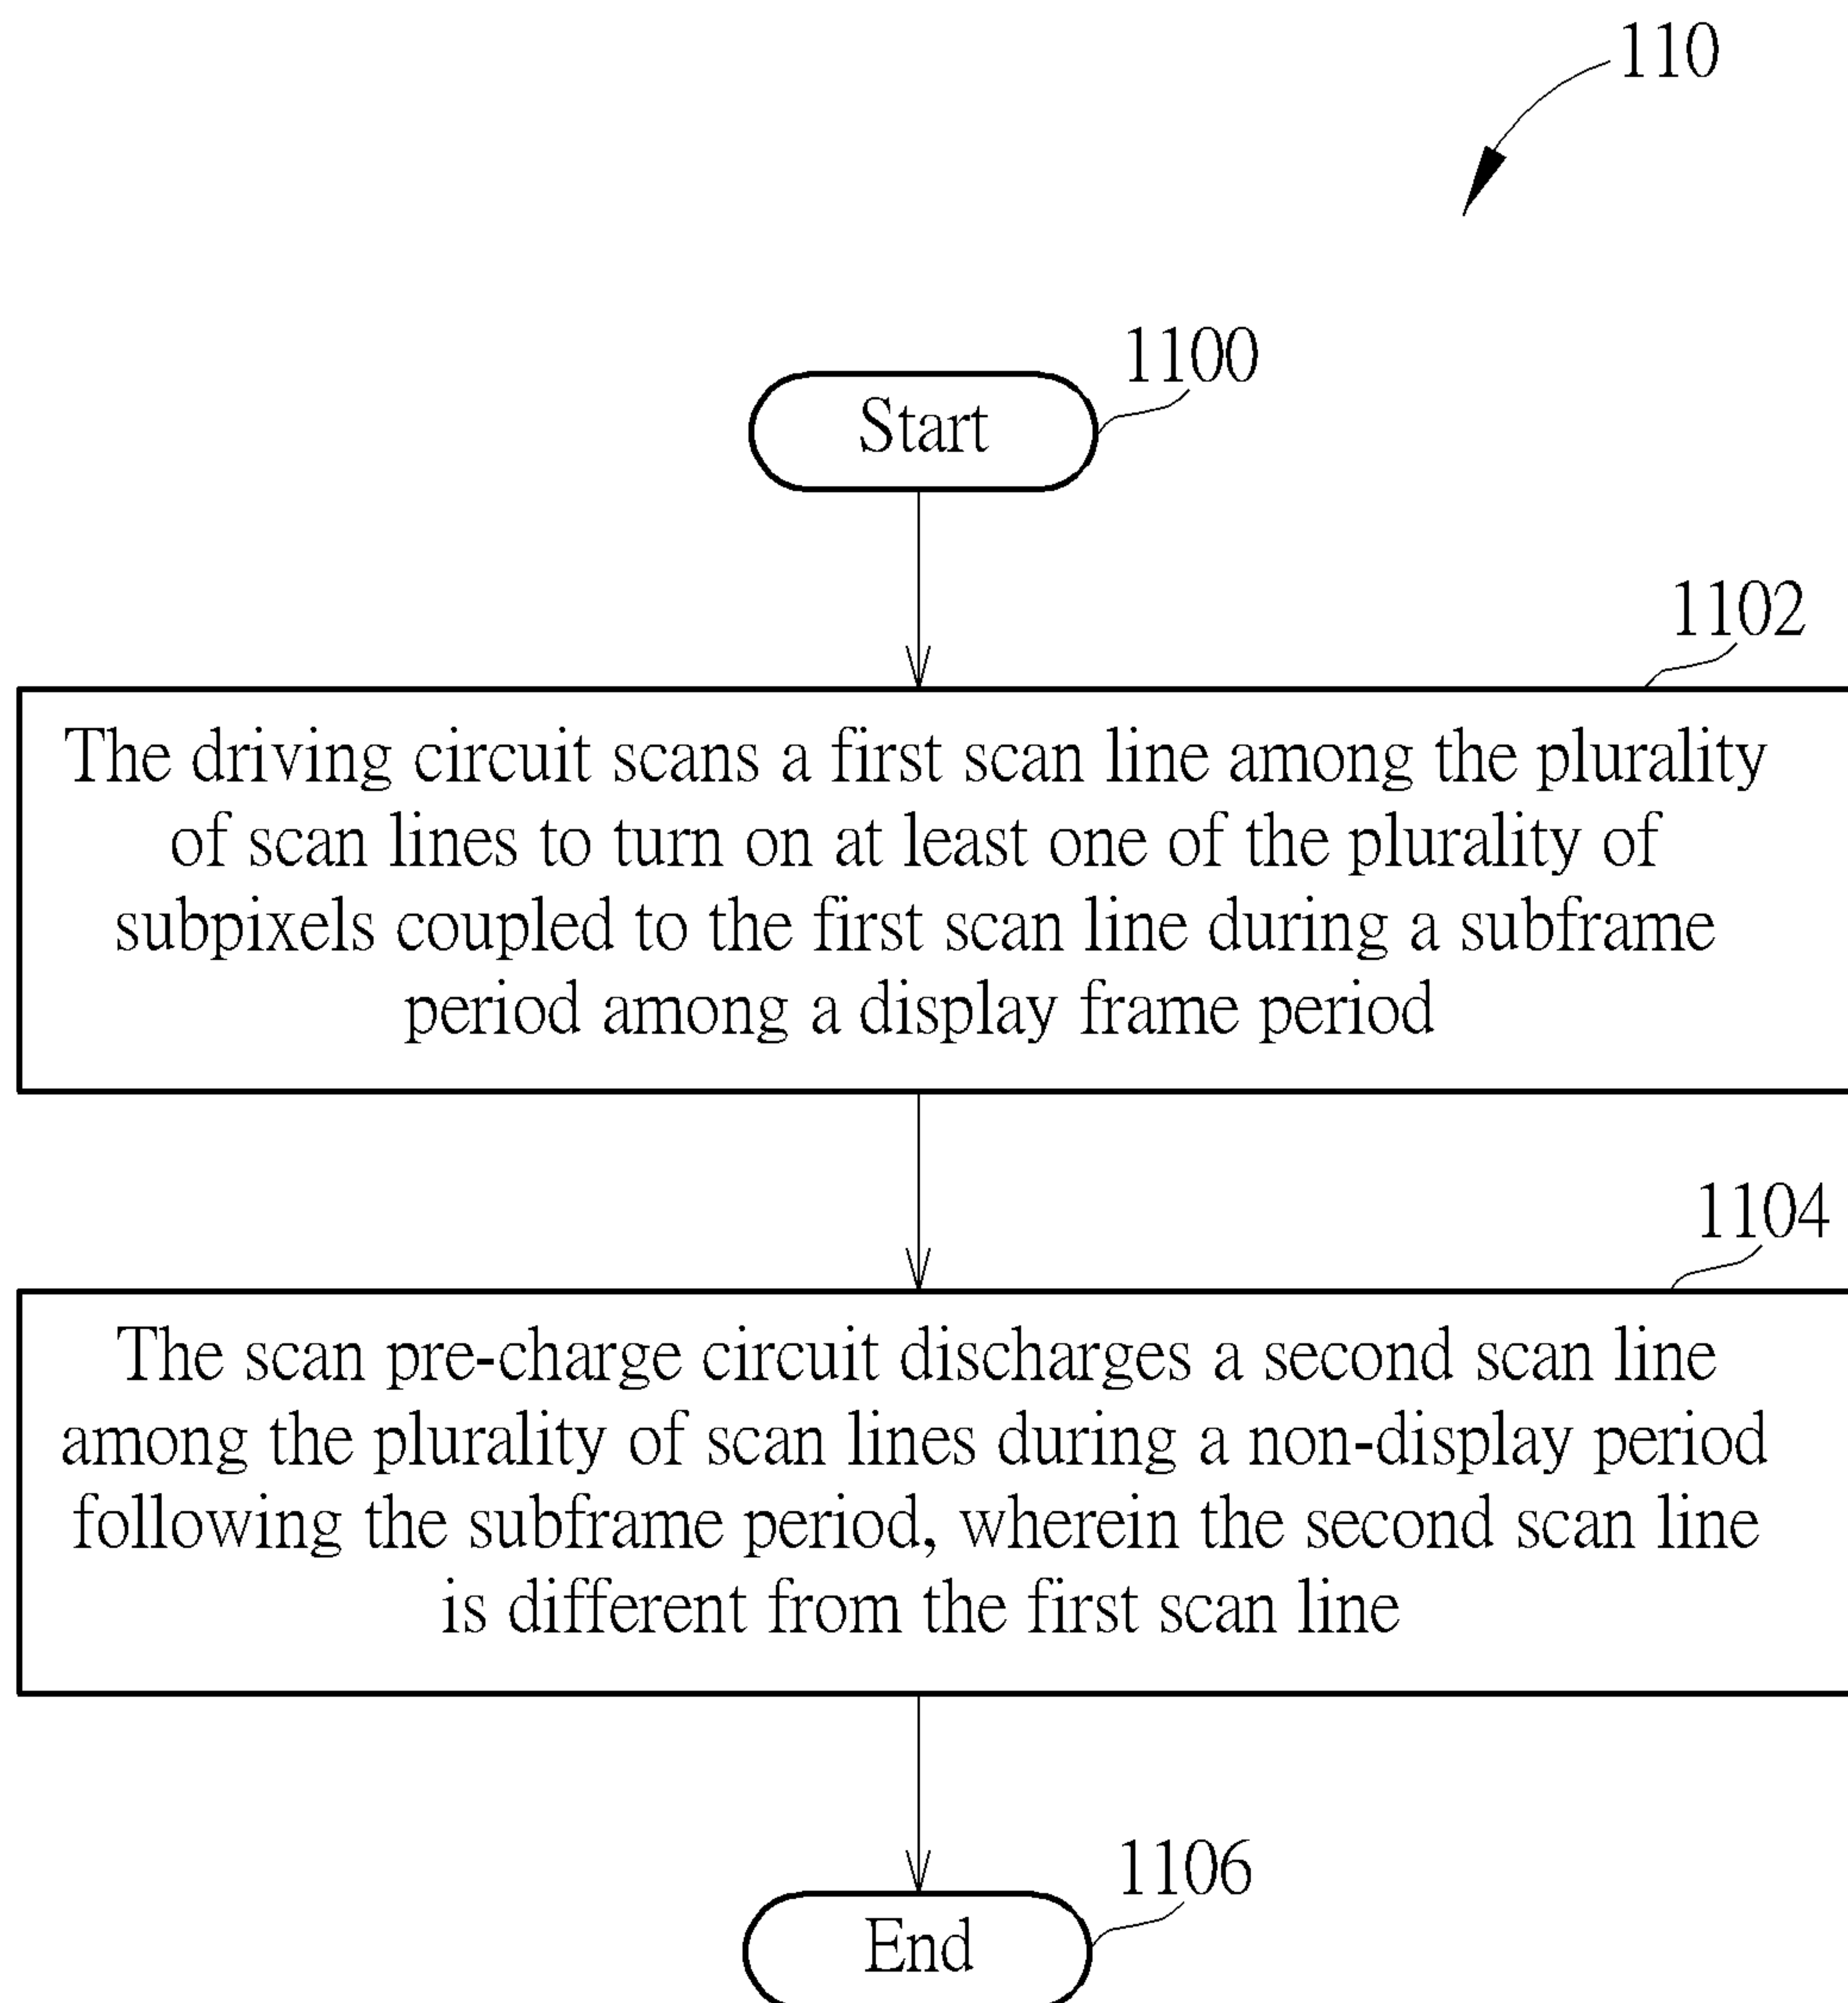 110
1100
Start
1102
The driving circuit scans a first scan line among the plurality
of scan lines to turn on at least one of the plurality of
subpixels coupled to the first scan line during a subframe
period among a display frame period
1104
The scan pre-charge circuit discharges a second scan line
among the plurality of scan lines during a non-display period
following the subframe period, wherein the second scan line
is different from the first scan line
1106
End